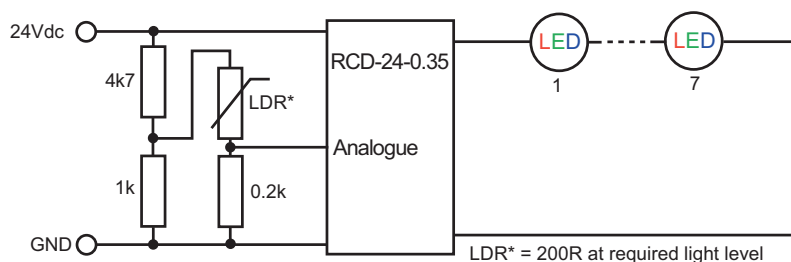 24Vdc
4k7
LDR*
1k
0.2k
GND
RCD-24-0.35
Analogue
LED
1
LED
7
LDR* = 200R at required light level